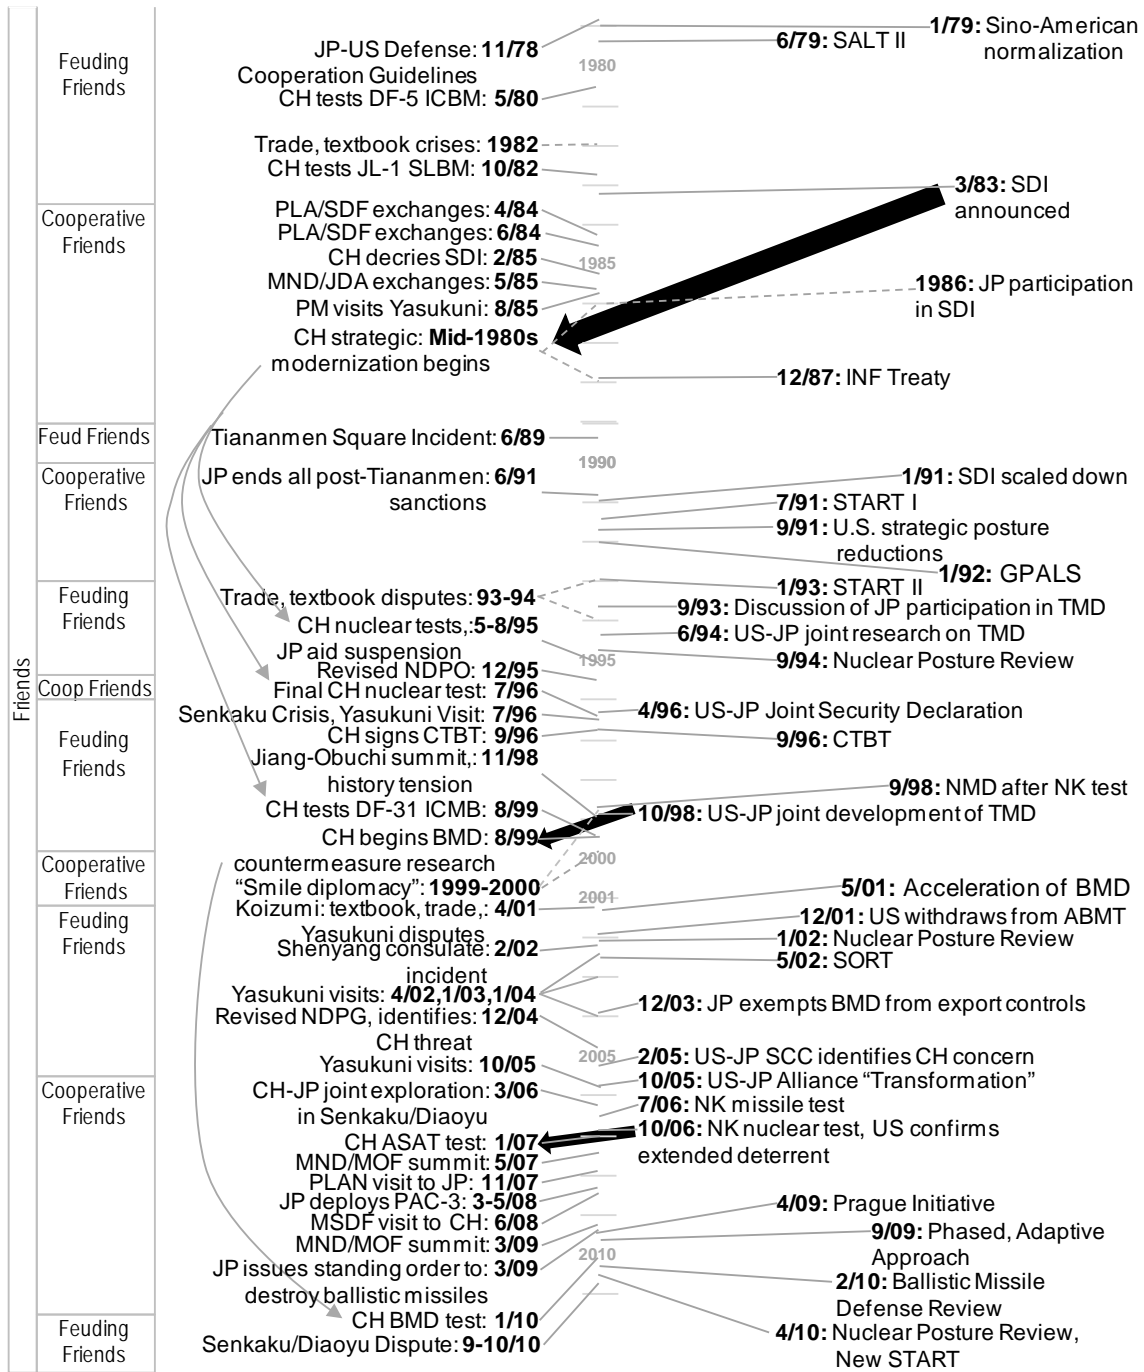 Friends
Feuding
Friends
Cooperative
Friends
Feud Friends
Cooperative
Friends
Feuding
Friends
Coop Friends
Feuding
Friends
Cooperative
Friends
Feuding
Friends
Cooperative
Friends
Feuding
Friends
JP-US Defense: 11/78
Cooperation Guidelines
CH tests DF-5 ICBM: 5/80
Trade, textbook crises: 1982
CH tests JL-1 SLBM: 10/82
PLA/SDF exchanges: 4/84
PLA/SDF exchanges: 6/84
CH decries SDI: 2/85
MND/JDA exchanges: 5/85
PM visits Yasukuni: 8/85
CH strategic: Mid-1980s
modernization begins
Tiananmen Square Incident: 6/89
JP ends all post-Tiananmen: 6/91
sanctions
Trade, textbook disputes: 93-94
CH nuclear tests,:5-8/95
JP aid suspension
Revised NDPO: 12/95
Final CH nuclear test: 7/96
Senkaku Crisis, Yasukuni Visit: 7/96
CH signs CTBT: 9/96
Jiang-Obuchi summit,: 11/98
history tension
CH tests DF-31 ICMB: 8/99
CH begins BMD: 8/99
countermeasure research
“Smile diplomacy”: 1999-2000
Koizumi: textbook, trade,: 4/01
Yasukuni disputes
Shenyang consulate: 2/02
incident
Yasukuni visits: 4/02,1/03,1/04
Revised NDPG, identifies: 12/04
CH threat
Yasukuni visits: 10/05
CH-JP joint exploration: 3/06
in Senkaku/Diaoyu
CH ASAT test: 1/07
MND/MOF summit: 5/07
PLAN visit to JP: 11/07
JP deploys PAC-3: 3-5/08
MSDF visit to CH: 6/08
MND/MOF summit: 3/09
JP issues standing order to: 3/09
destroy ballistic missiles
CH BMD test: 1/10
Senkaku/Diaoyu Dispute: 9-10/10
1980
1985
1990
1995
2000
2001
2005
2010
1/79: Sino-American
normalization
6/79: SALT II
3/83: SDI
announced
1986: JP participation
in SDI
12/87: INF Treaty
1/91: SDI scaled down
7/91: START I
9/91: U.S. strategic posture
reductions
1/92: GPALS
1/93: START II
9/93: Discussion of JP participation in TMD
6/94: US-JP joint research on TMD
9/94: Nuclear Posture Review
4/96: US-JP Joint Security Declaration
9/96: CTBT
9/98: NMD after NK test
10/98: US-JP joint development of TMD
5/01: Acceleration of BMD
12/01: US withdraws from ABMT
1/02: Nuclear Posture Review
5/02: SORT
12/03: JP exempts BMD from export controls
2/05: US-JP SCC identifies CH concern
10/05: US-JP Alliance “Transformation”
7/06: NK missile test
10/06: NK nuclear test, US confirms
extended deterrent
4/09: Prague Initiative
9/09: Phased, Adaptive
Approach
2/10: Ballistic Missile
Defense Review
4/10: Nuclear Posture Review,
New START